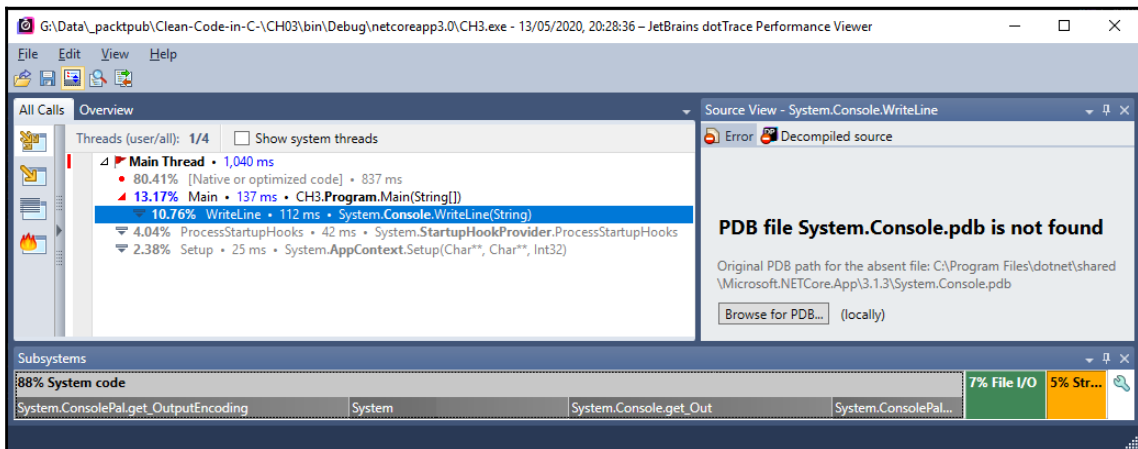 G:\Data\_packtpub\Clean-Code-in-C-\CH03\bin\Debug\netcoreapp3.0\CH3.exe - 13/05/2020, 20:28:36 – JetBrains dotTrace Performance Viewer
File Edit View Help
All Calls Overview
Threads (user/all): 1/4 Show system threads
Main Thread • 1,040 ms
80.41% [Native or optimized code] • 837 ms
13.17% Main • 137 ms • CH3.Program.Main(String[])
10.76% WriteLine • 112 ms • System.Console.WriteLine(String)
4.04% ProcessStartupHooks • 42 ms • System.StartupHookProvider.ProcessStartupHooks
2.38% Setup • 25 ms • System.AppContext.Setup(Char**, Char**, Int32)
Source View - System.Console.WriteLine
Error Decompiled source
PDB file System.Console.pdb is not found
Original PDB path for the absent file: C:\Program Files\dotnet\shared
\Microsoft.NETCore.App\3.1.3\System.Console.pdb
Browse for PDB... (locally)
Subsystems
88% System code 7% File I/O 5% Str...
System.ConsolePal.get_OutputEncoding System System.Console.get_Out System.ConsolePal...